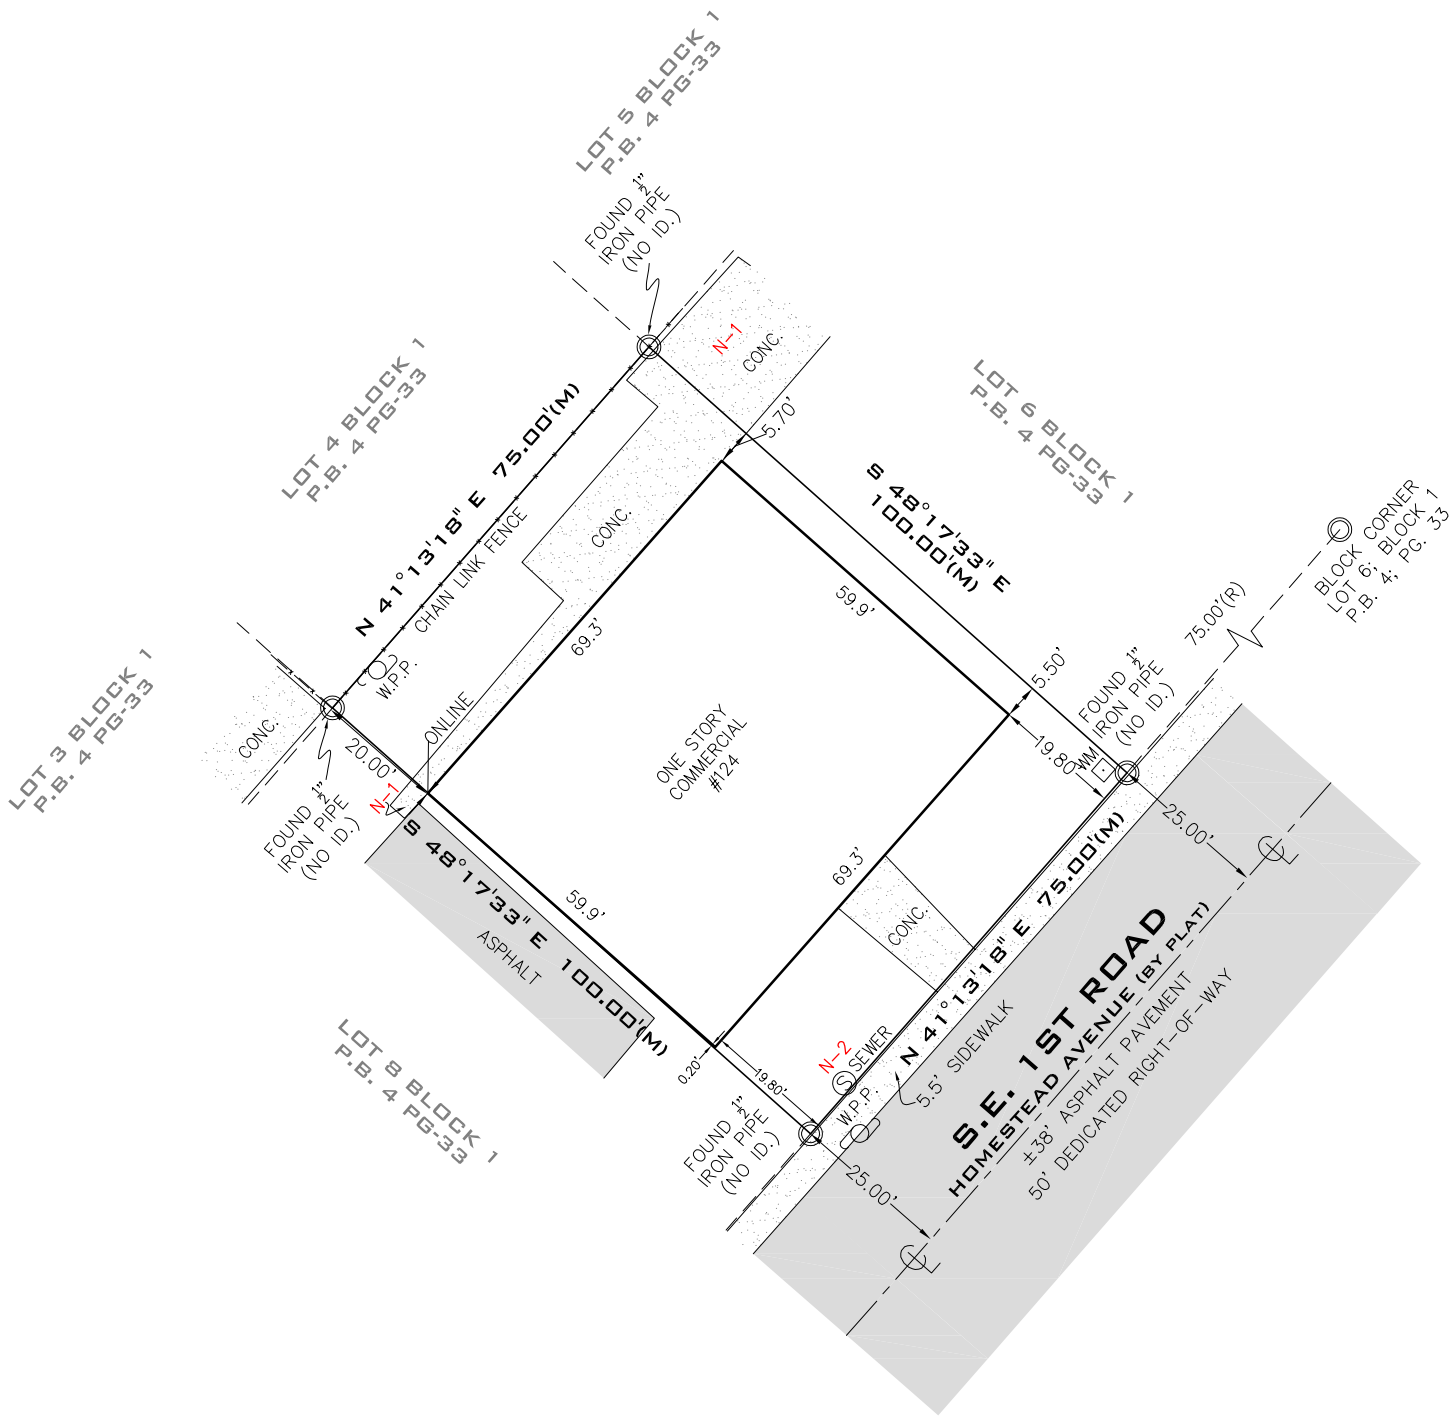 LOT 5 BLOCK 1
P.B. 4 PG-33
FOUND ½"
IRON PIPE
(NO ID.)
N-1
CONC.
LOT 4 BLOCK 1
P.B. 4 PG-33
N 41°13'18" E 75.00'(M)
CHAIN LINK FENCE
5.70'
LOT 6 BLOCK 1
P.B. 4 PG-33
S 48°17'33" E
100.00'(M)
BLOCK CORNER
LOT 6; BLOCK 1
P.B. 4; PG. 33
75.00'(R)
CONC.
59.9'
69.3'
W.P.P.
5.50'
FOUND ½"
IRON PIPE
(NO ID.)
LOT 3 BLOCK 1
P.B. 4 PG-33
CONC.
20.00'
ONLINE
ONE STORY
COMMERCIAL
#124
19.80'
WM
FOUND ½"
IRON PIPE
(NO ID.)
N-1
25.00'
S 48°17'33" E 100.00'(M)
59.9'
69.3'
ASPHALT
CONC.
N 41°13'18" E 75.00'(M)
S.E. 1ST ROAD
HOMESTEAD AVENUE (BY PLAT)
±38' ASPHALT PAVEMENT
50' DEDICATED RIGHT-OF-WAY
LOT 8 BLOCK 1
P.B. 4 PG-33
0.20'
19.80'
N-2
S
SEWER
W.P.P.
5.5' SIDEWALK
FOUND ½"
IRON PIPE
(NO ID.)
25.00'